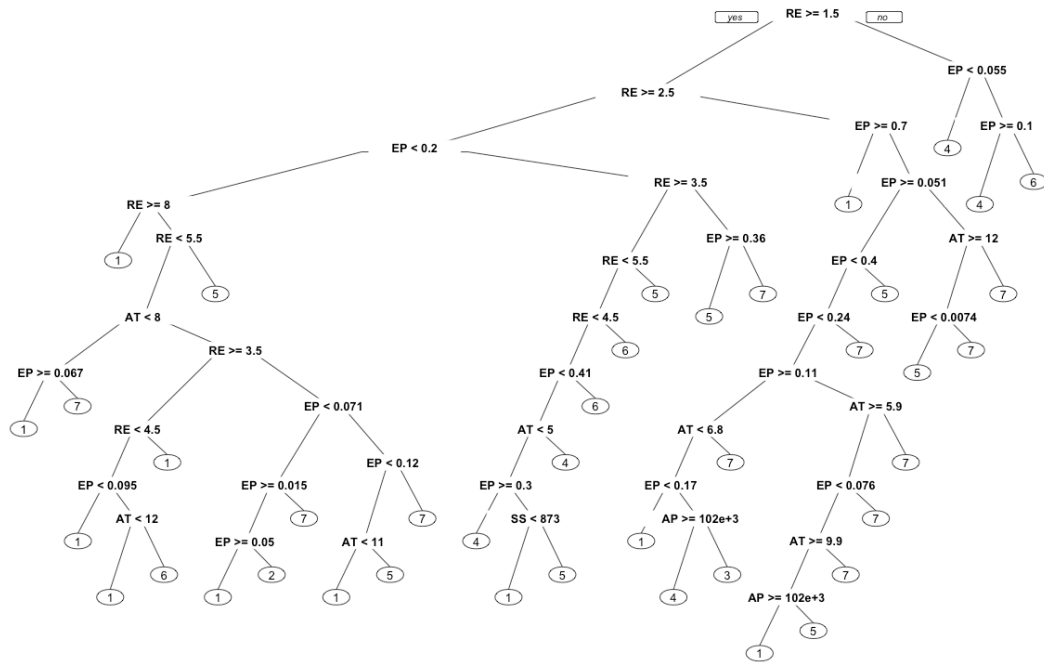 yes RE >= 1.5 no
EP < 0.055
RE >= 2.5
EP >= 0.7 EP >= 0.1
EP < 0.2 4
RE >= 3.5 EP >= 0.051 6
RE >= 8 1 4
RE < 5.5 EP >= 0.36 AT >= 12
1 RE < 5.5 EP < 0.4
5 5 7 5 7
AT < 8 RE < 4.5 5 EP < 0.24 EP < 0.0074
RE >= 3.5 6 7 7
EP >= 0.067 EP < 0.41 EP >= 0.11 5
7 EP < 0.071 6 AT >= 5.9
1 RE < 4.5 AT < 5 AT < 6.8
1 EP < 0.12 4 7 7
EP < 0.095 EP >= 0.015 EP >= 0.3 EP < 0.17 EP < 0.076
AT < 12 7 7 SS < 873 AP >= 102e+3 7
1 EP >= 0.05 AT < 11 4 1 AT >= 9.9
6 2 5 5 3 7
1 1 1 1 4 AP >= 102e+3
5
1